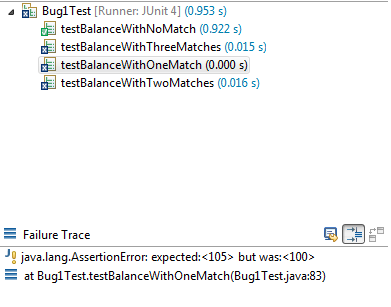 Bug1Test [Runner: JUnit 4] (0.953 s)
testBalanceWithNoMatch (0.922 s)
testBalanceWithThreeMatches (0.015 s)
testBalanceWithOneMatch (0.000 s)
testBalanceWithTwoMatches (0.016 s)
Failure Trace
java.lang.AssertionError: expected:<105> but was:<100>
at Bug1Test.testBalanceWithOneMatch(Bug1Test.java:83)